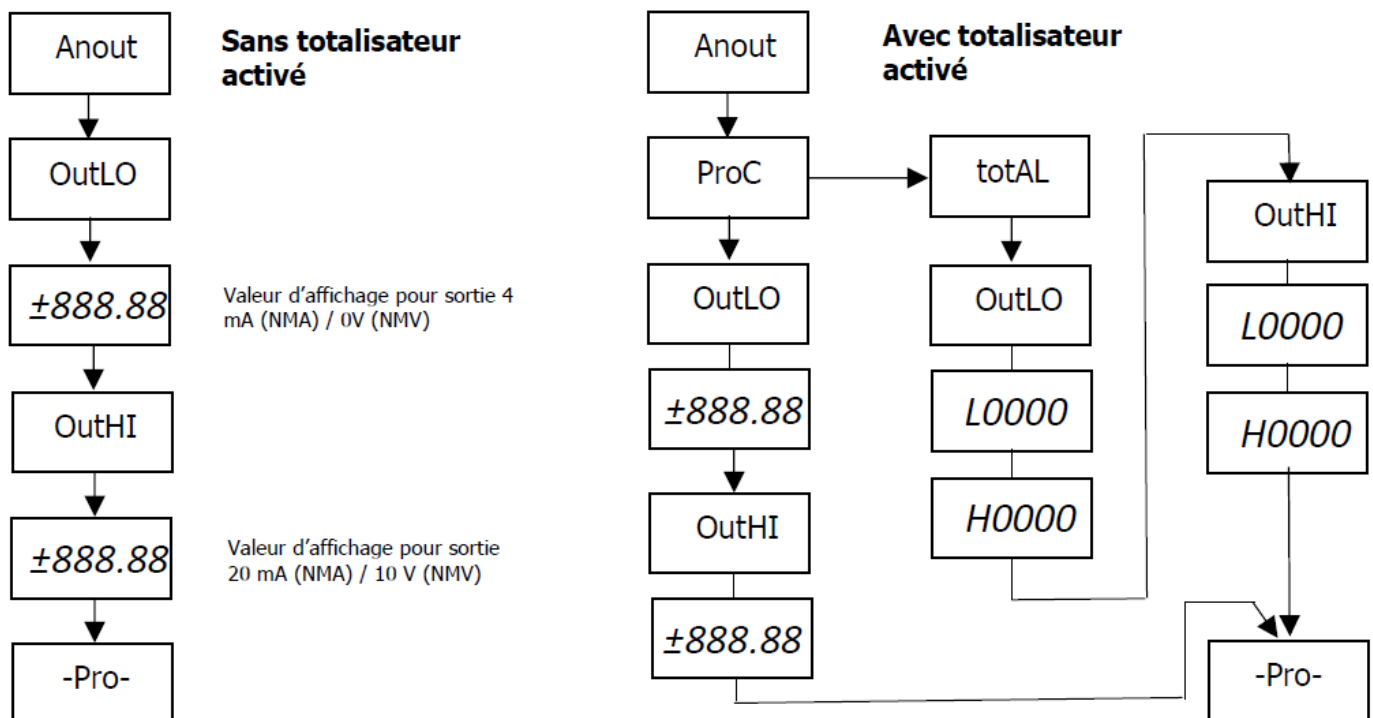 Anout
Sans totalisateur
activé
OutLO
±888.88
Valeur d'affichage pour sortie 4
mA (NMA) / 0V (NMV)
OutHI
±888.88
Valeur d'affichage pour sortie
20 mA (NMA) / 10 V (NMV)
-Pro-
Anout
Avec totalisateur
activé
ProC
OutLO
±888.88
OutHI
±888.88
totAL
OutLO
L0000
H0000
OutHI
L0000
H0000
-Pro-